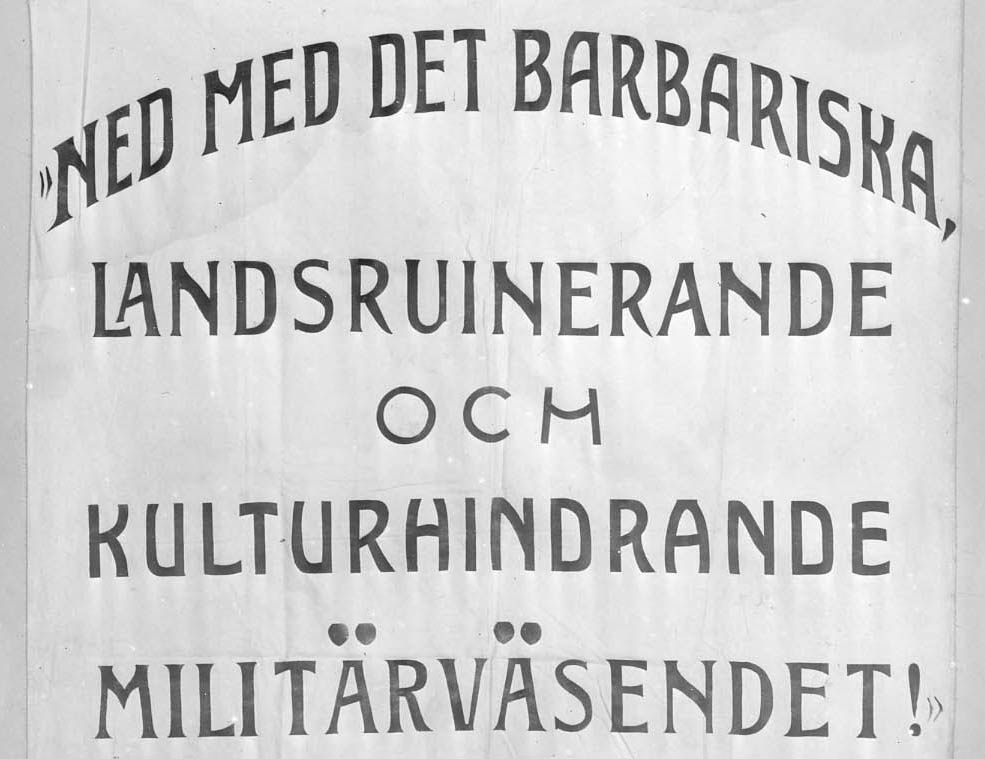 »NED MED DET BARBARISKA,
LANDSRUINERANDE
OCH
KULTURHINDRANDE
MILITÄRVÄSENDET!»